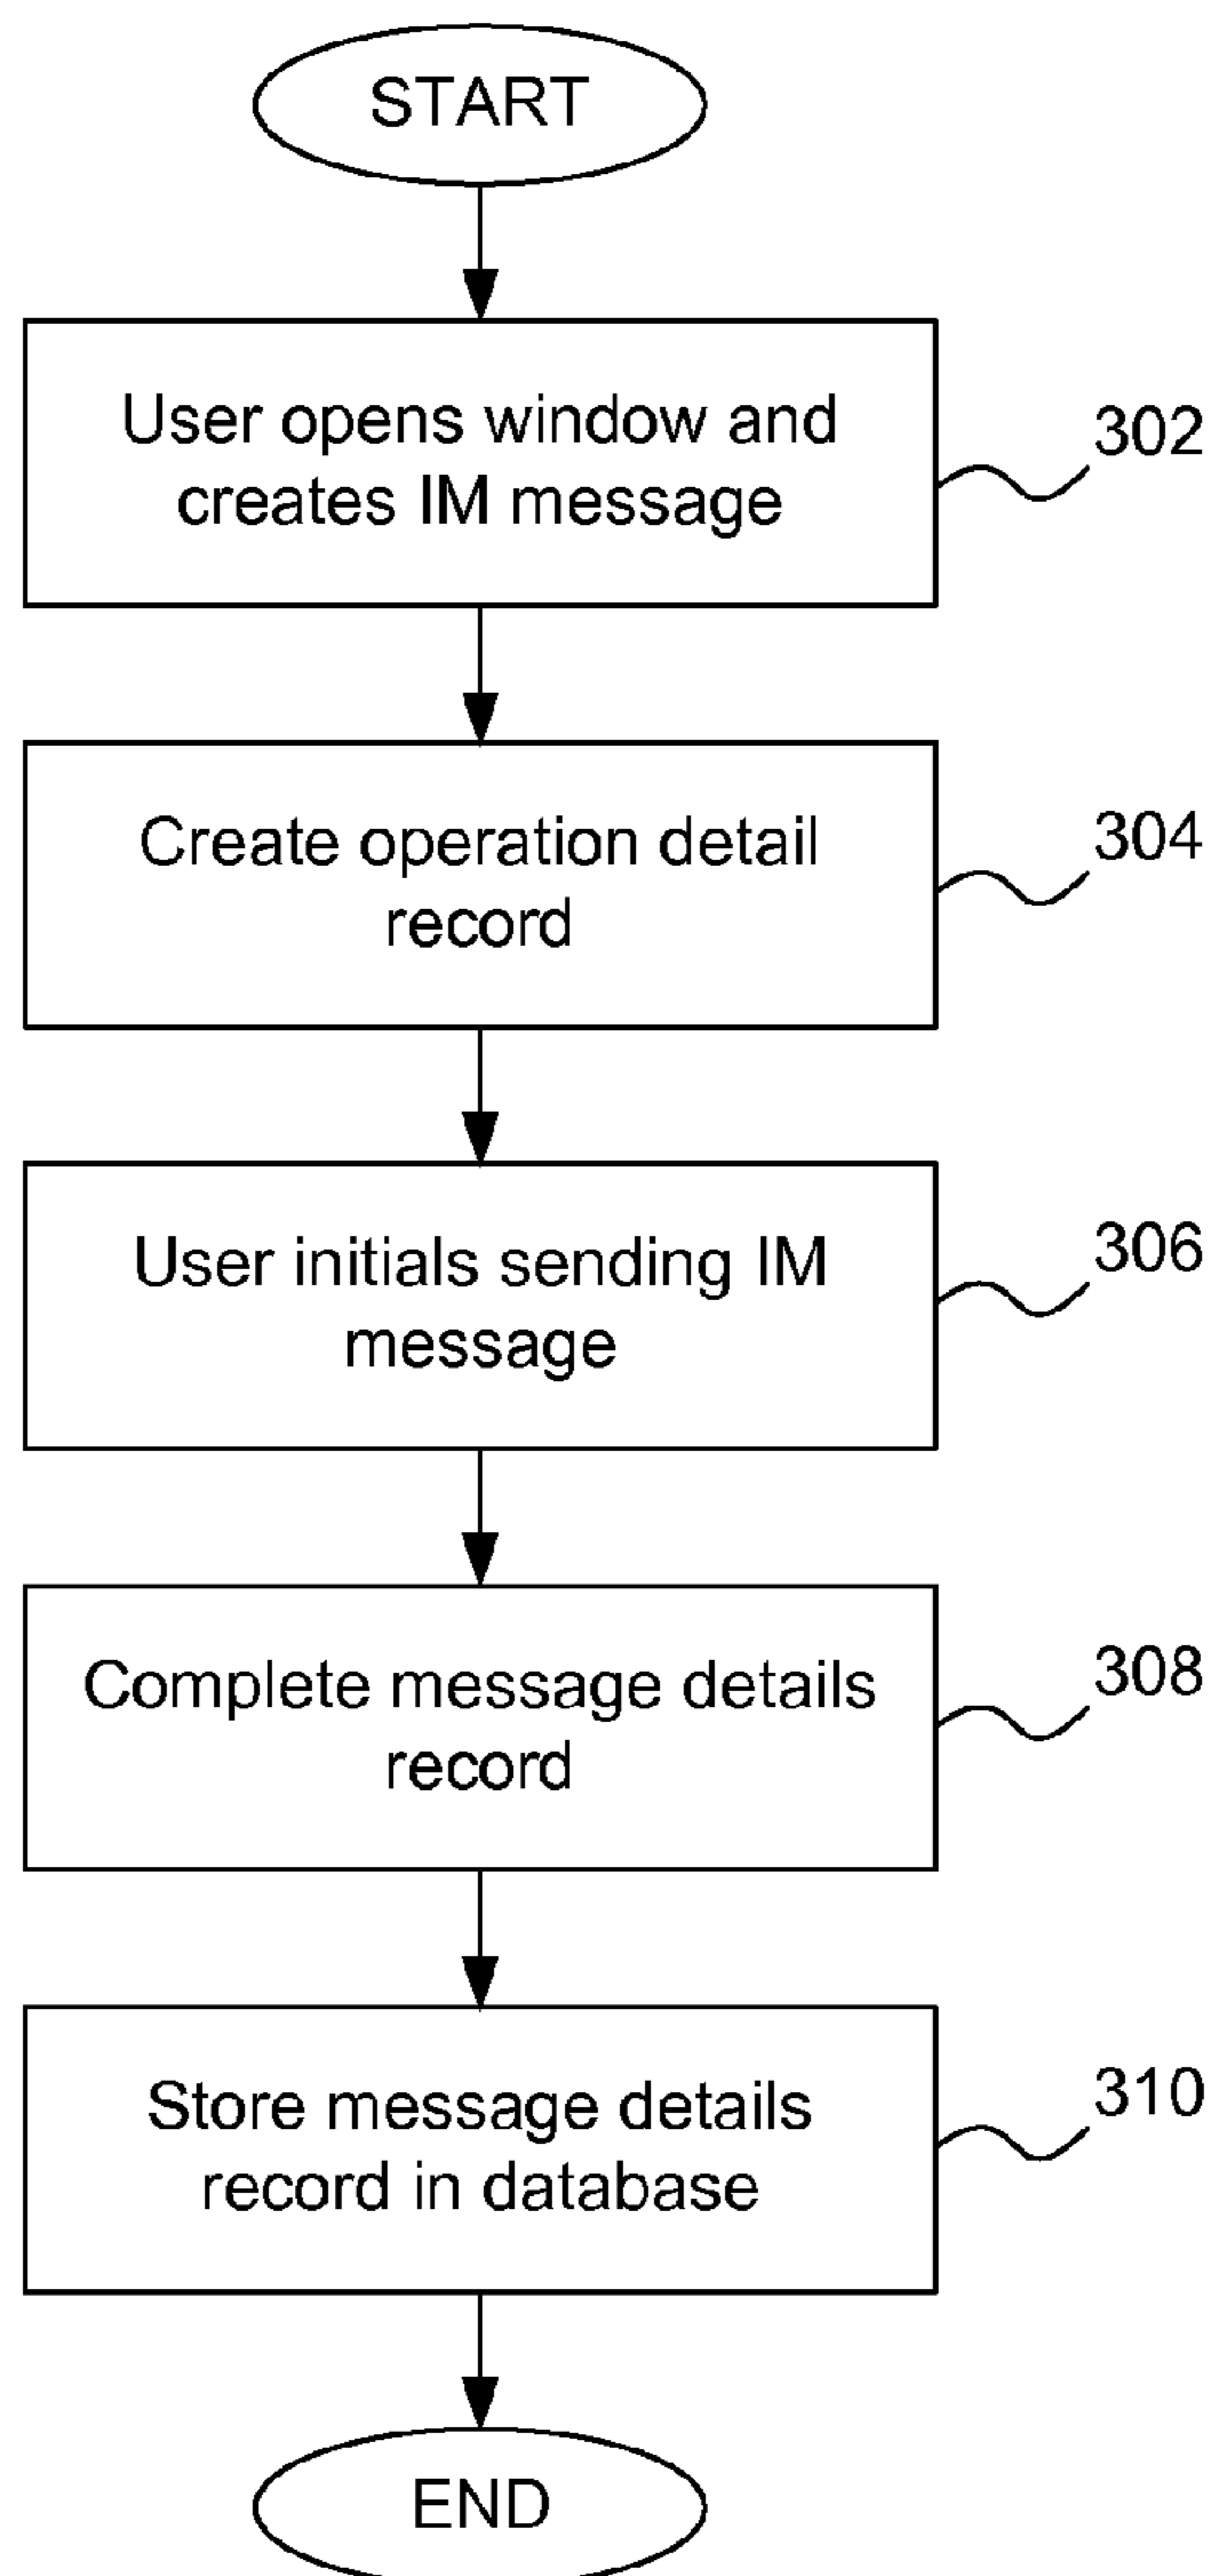 START
User opens window and
creates IM message
302
Create operation detail
record
304
User initials sending IM
message
306
Complete message details
record
308
Store message details
record in database
310
END